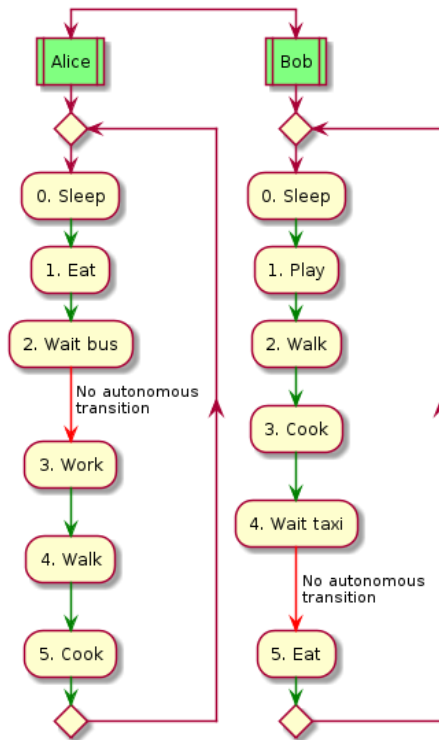 Alice
0. Sleep
1. Eat
2. Wait bus
No autonomous
transition
3. Work
4. Walk
5. Cook
Bob
0. Sleep
1. Play
2. Walk
3. Cook
4. Wait taxi
No autonomous
transition
5. Eat